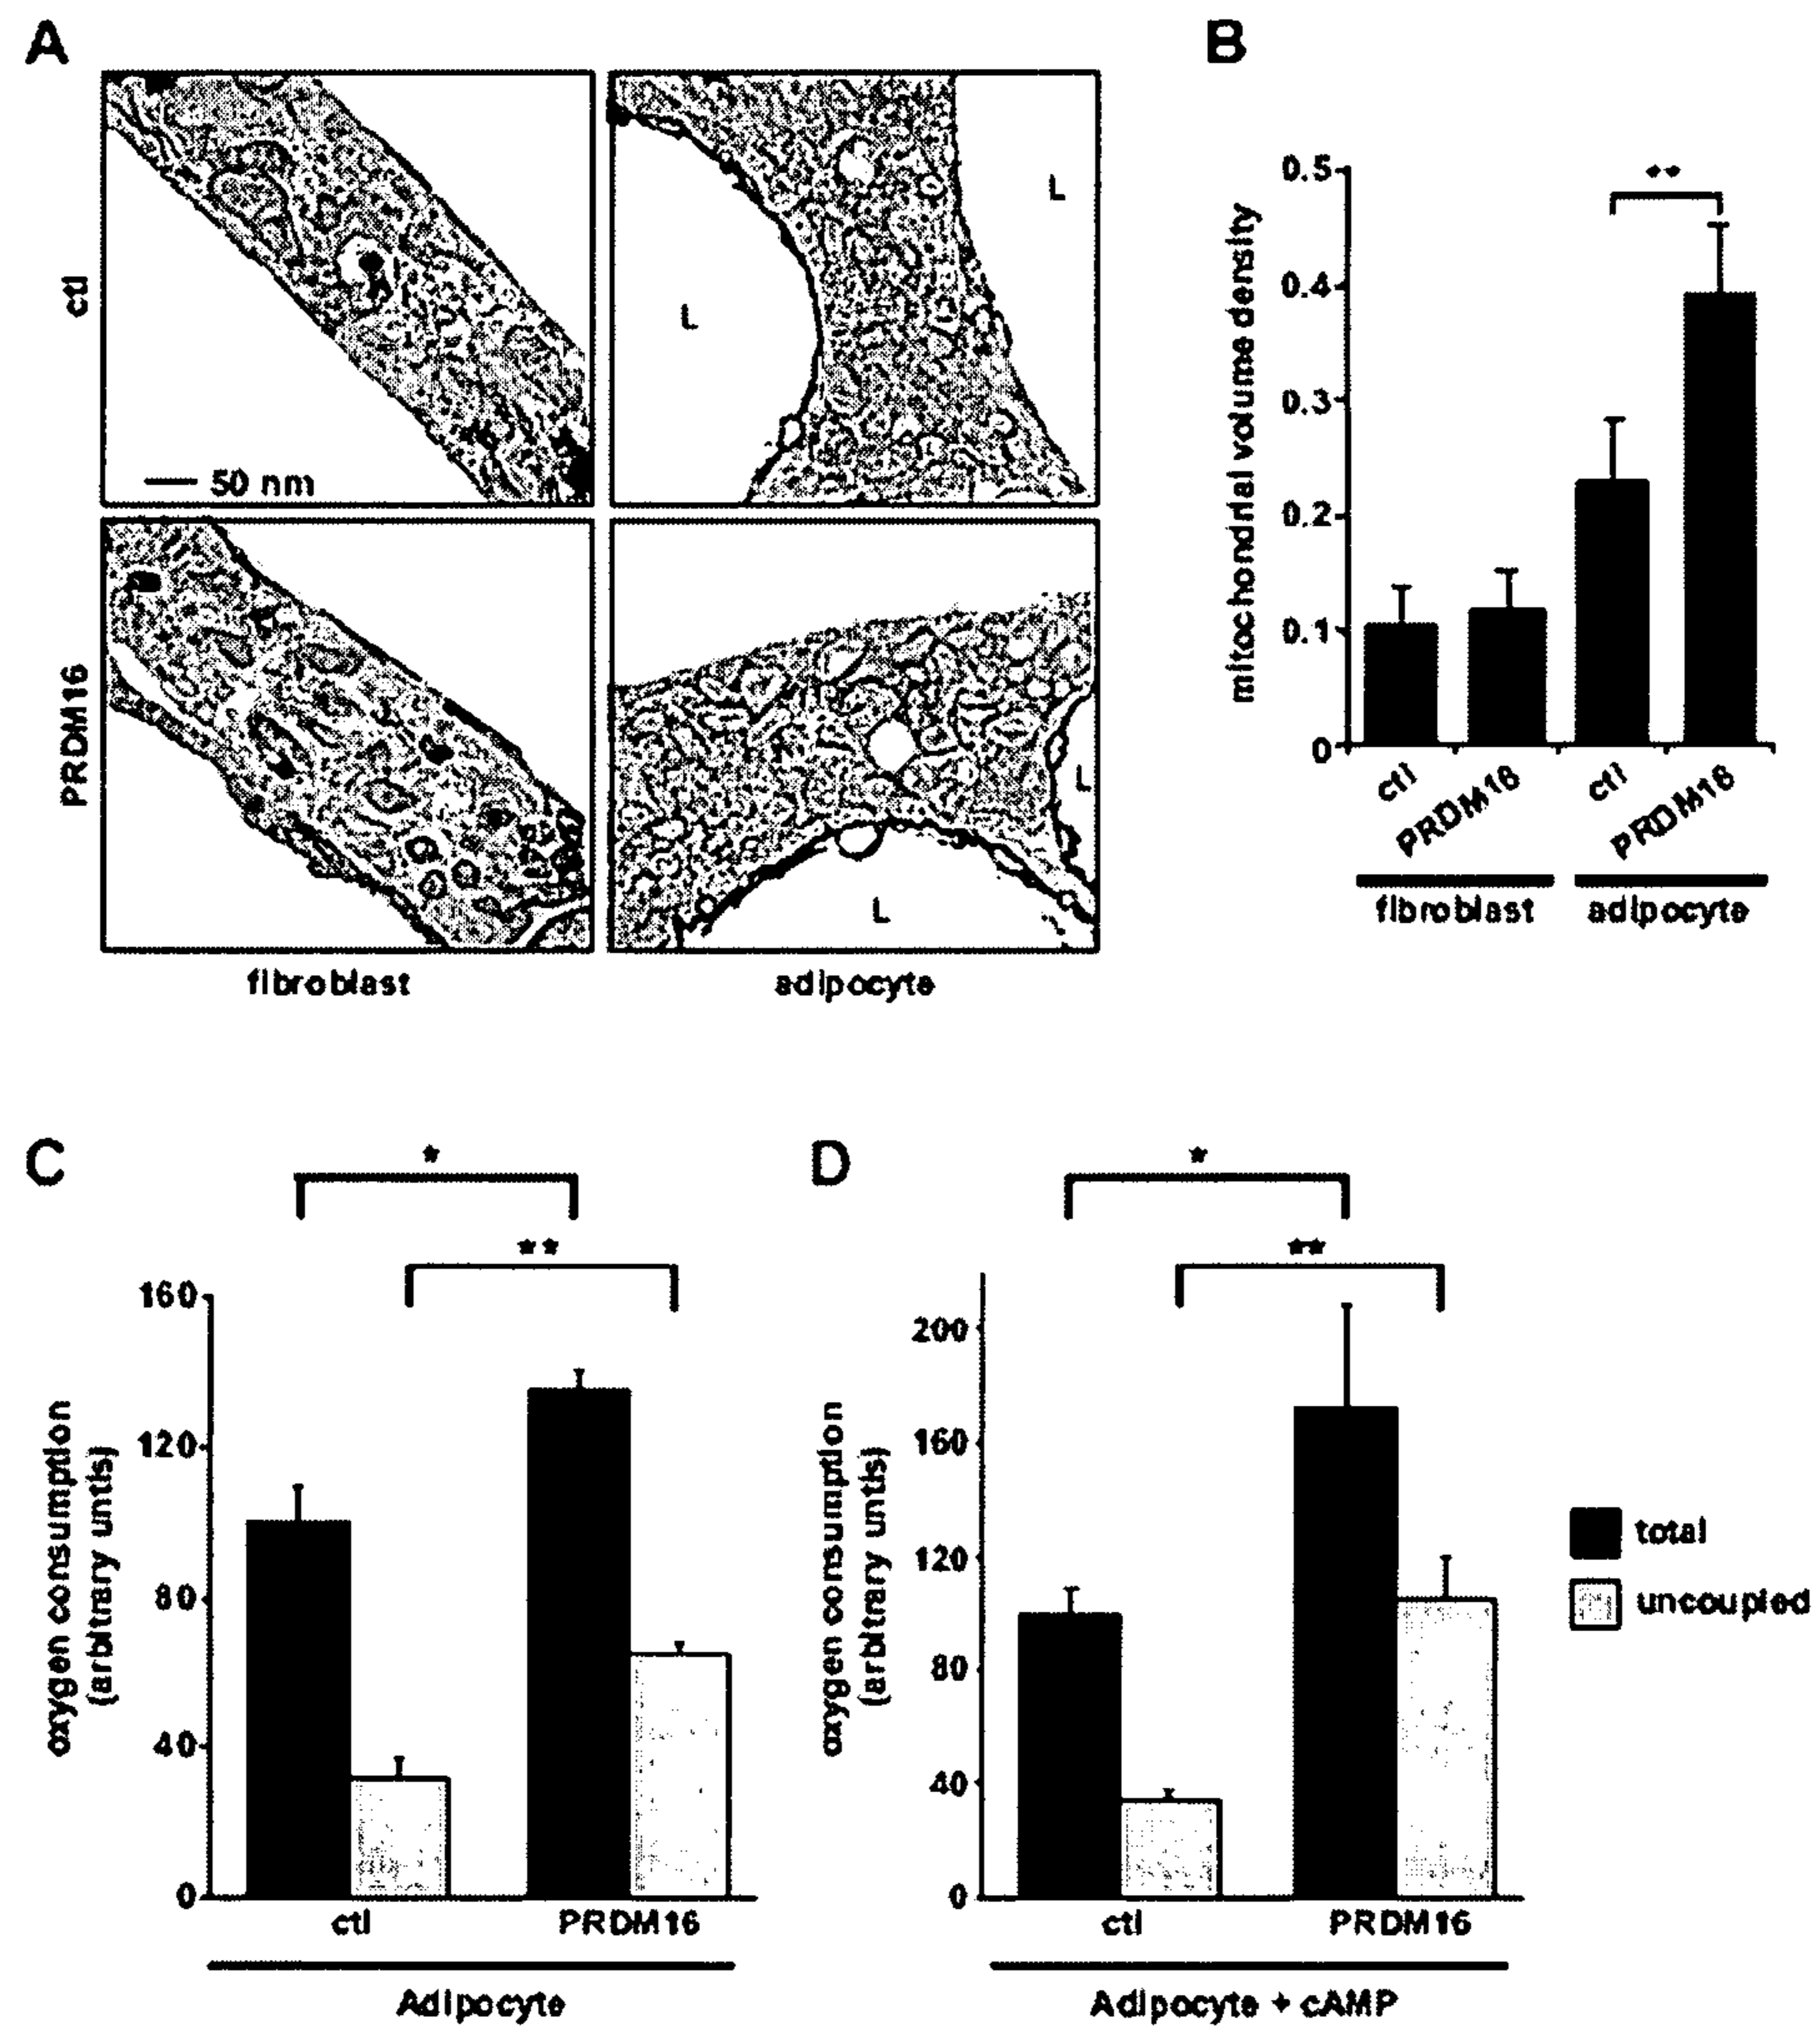 A
B
ctl
L
L
50 nm
PRDM16
L
L
fibroblast
adipocyte
mitochondrial volume density
0.5
0.4
0.3
0.2
0.1
0
**
ctl
PRDM16
ctl
PRDM16
fibroblast
adipocyte
C
*
**
oxygen consumption
(arbitrary untis)
160
120
80
40
0
ctl
PRDM16
Adipocyte
D
*
**
oxygen consumption
(arbitrary untis)
200
160
120
80
40
0
ctl
PRDM16
Adipocyte + cAMP
total
uncoupled